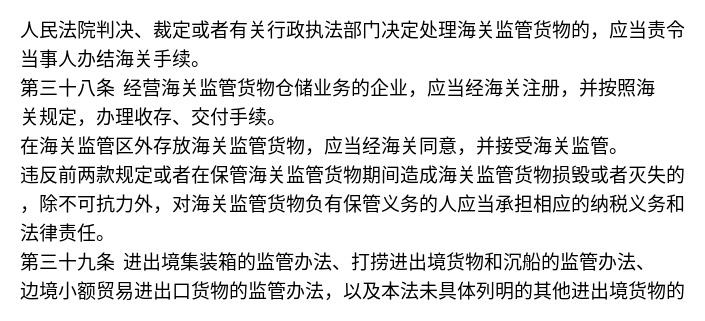 人民法院判决、裁定或者有关行政执法部门决定处理海关监管货物的，应当责令
当事人办结海关手续。
第三十八条 经营海关监管货物仓储业务的企业，应当经海关注册，并按照海
关规定，办理收存、交付手续。
在海关监管区外存放海关监管货物，应当经海关同意，并接受海关监管。
违反前两款规定或者在保管海关监管货物期间造成海关监管货物损毁或者灭失的
，除不可抗力外，对海关监管货物负有保管义务的人应当承担相应的纳税义务和
法律责任。
第三十九条 进出境集装箱的监管办法、打捞进出境货物和沉船的监管办法、
边境小额贸易进出口货物的监管办法，以及本法未具体列明的其他进出境货物的